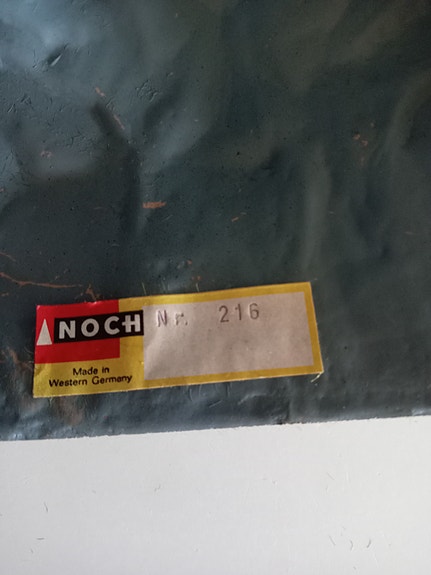 NOCH
Nr. 216
Made in
Western Germany